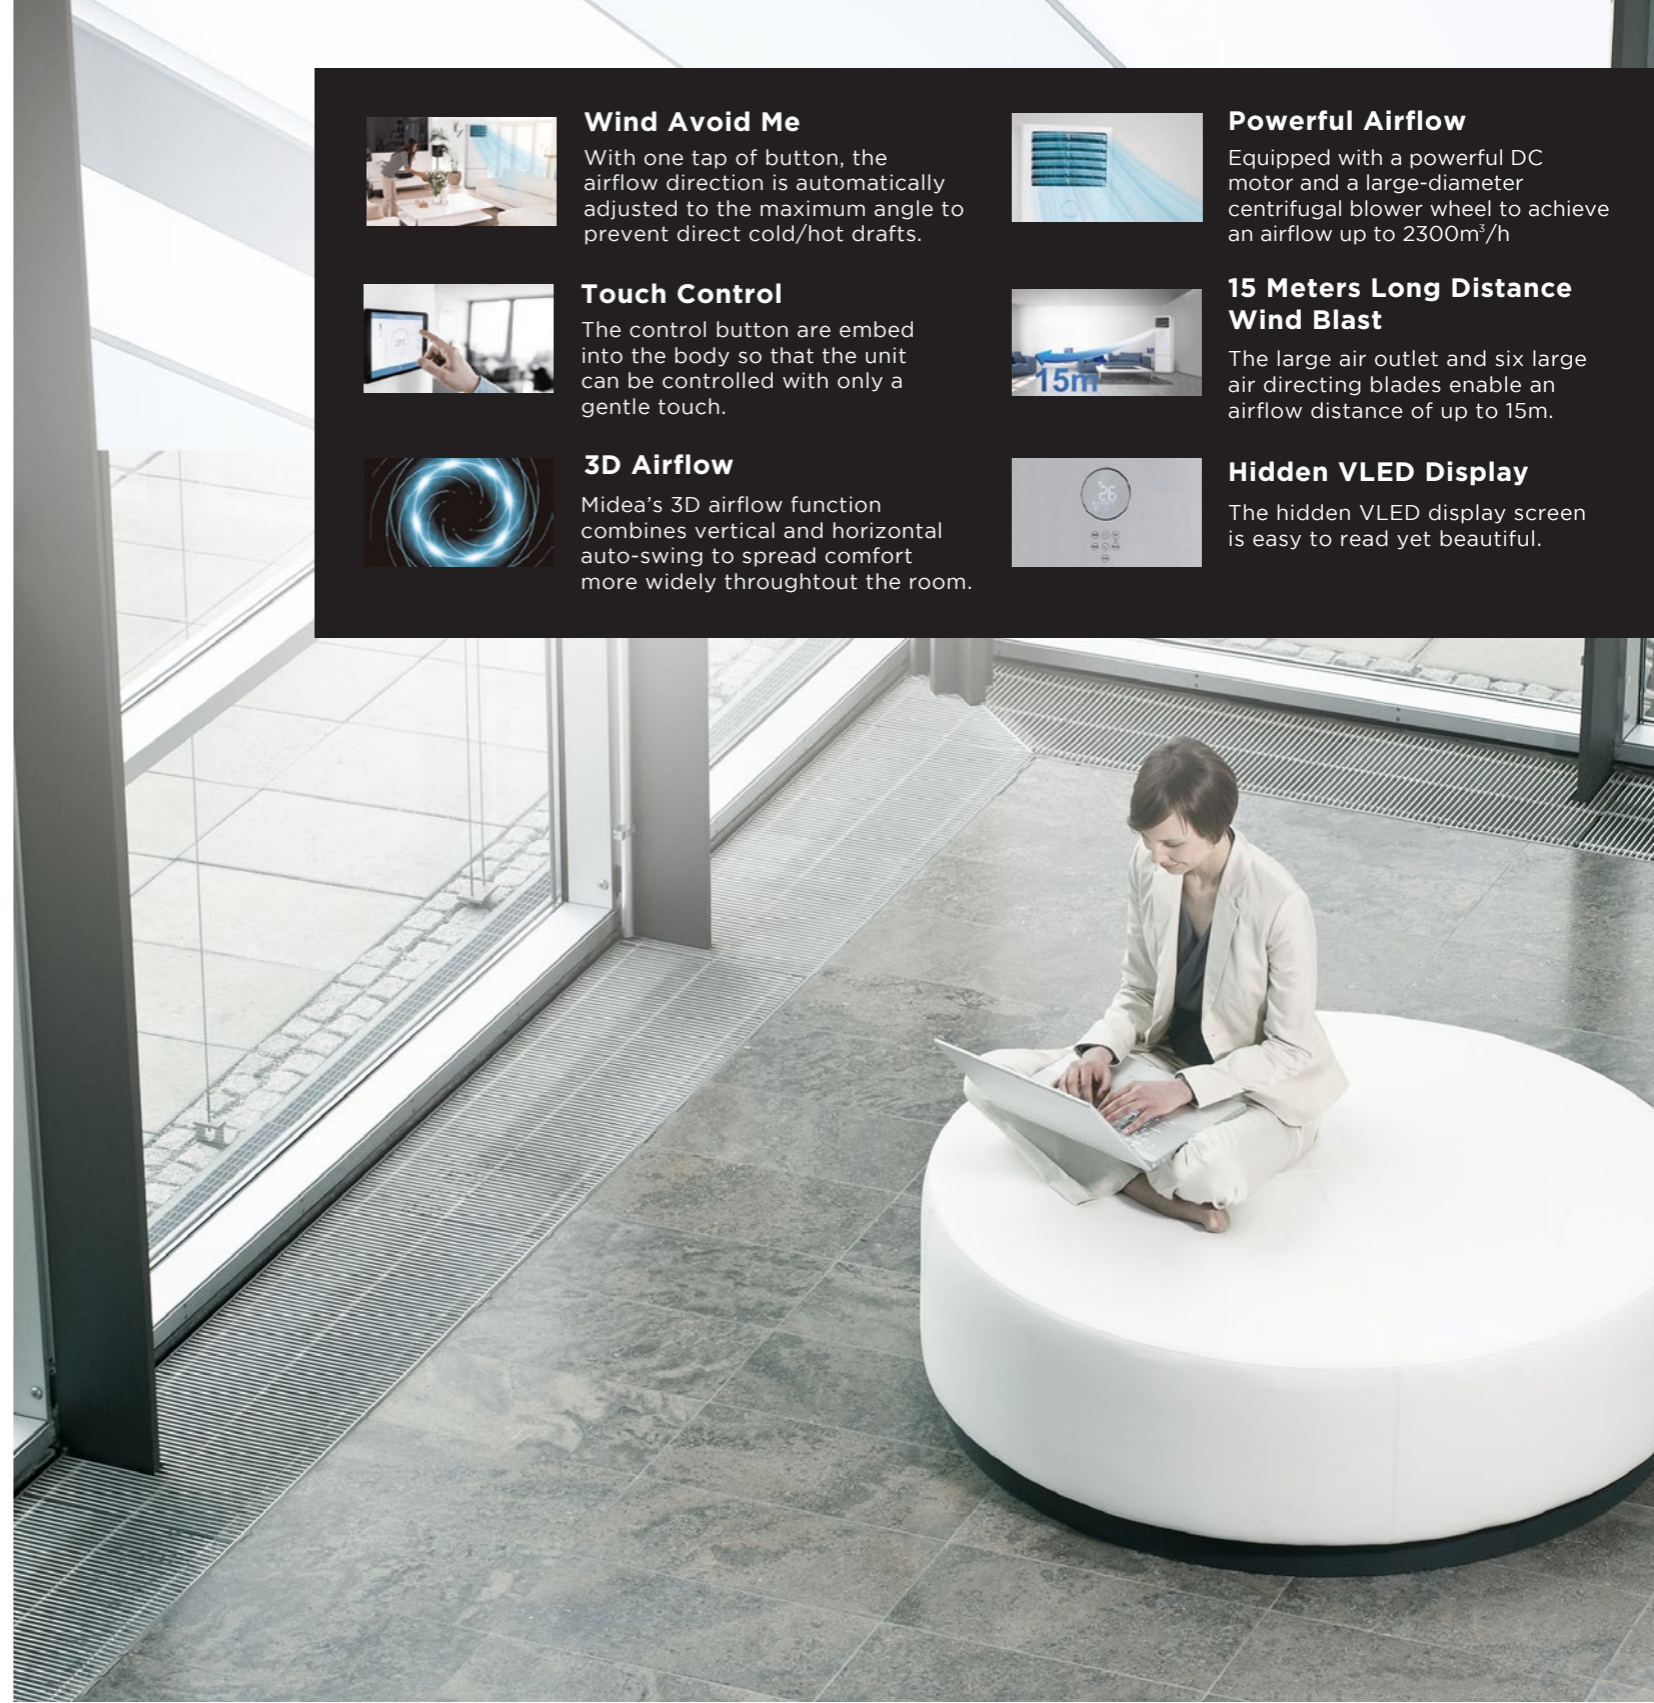 Wind Avoid Me
With one tap of button, the
airflow direction is automatically
adjusted to the maximum angle to
prevent direct cold/hot drafts.
Touch Control
The control button are embed
into the body so that the unit
can be controlled with only a
gentle touch.
3D Airflow
Midea's 3D airflow function
combines vertical and horizontal
auto-swing to spread comfort
more widely throughtout the room.
Powerful Airflow
Equipped with a powerful DC
motor and a large-diameter
centrifugal blower wheel to achieve
an airflow up to 2300m³/h
15 Meters Long Distance
Wind Blast
15m
The large air outlet and six large
air directing blades enable an
airflow distance of up to 15m.
Hidden VLED Display
26
The hidden VLED display screen
is easy to read yet beautiful.